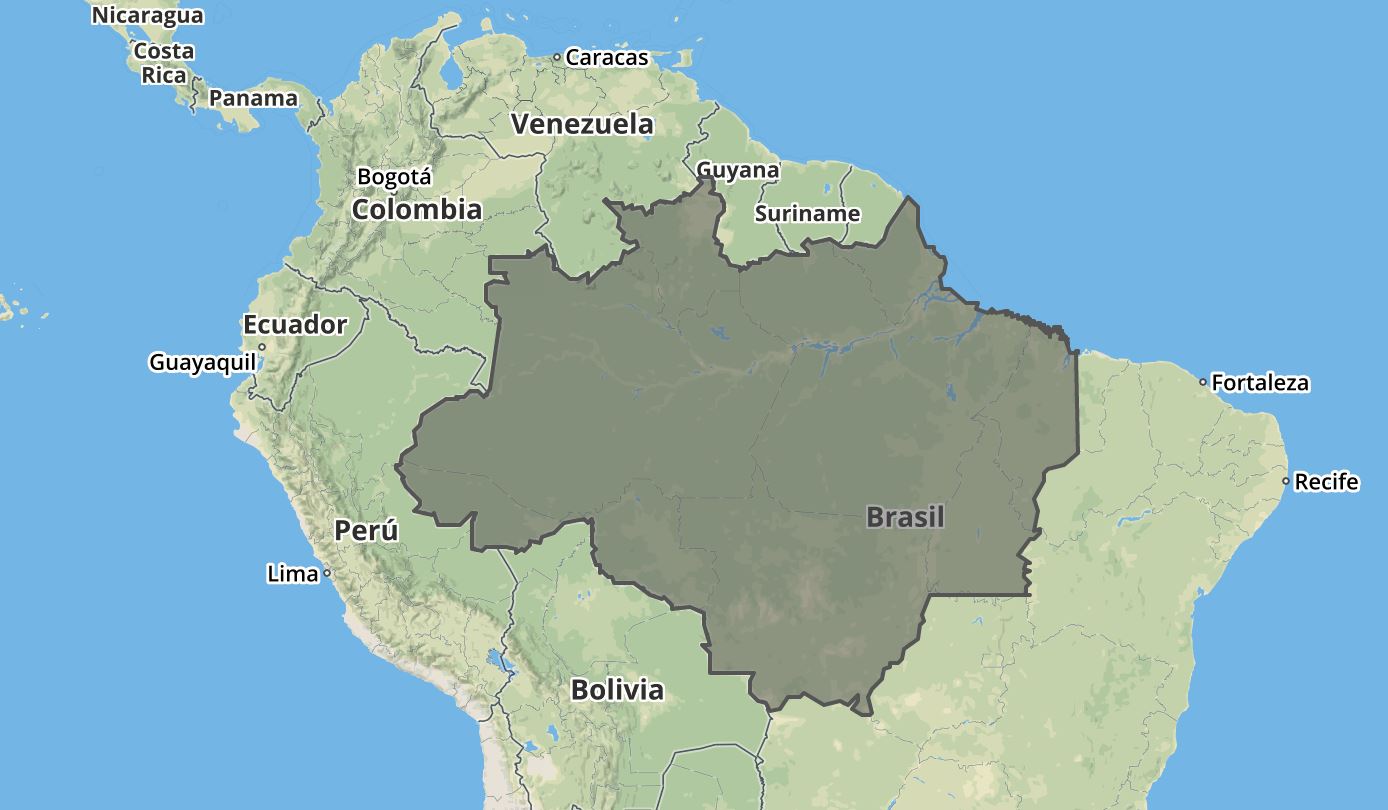 Nicaragua
Costa
Rica
Panama
Caracas
Venezuela
Guyana
Bogotá
Colombia
Suriname
Ecuador
Guayaquil
Fortaleza
Recife
Brasil
Perú
Lima
Bolivia